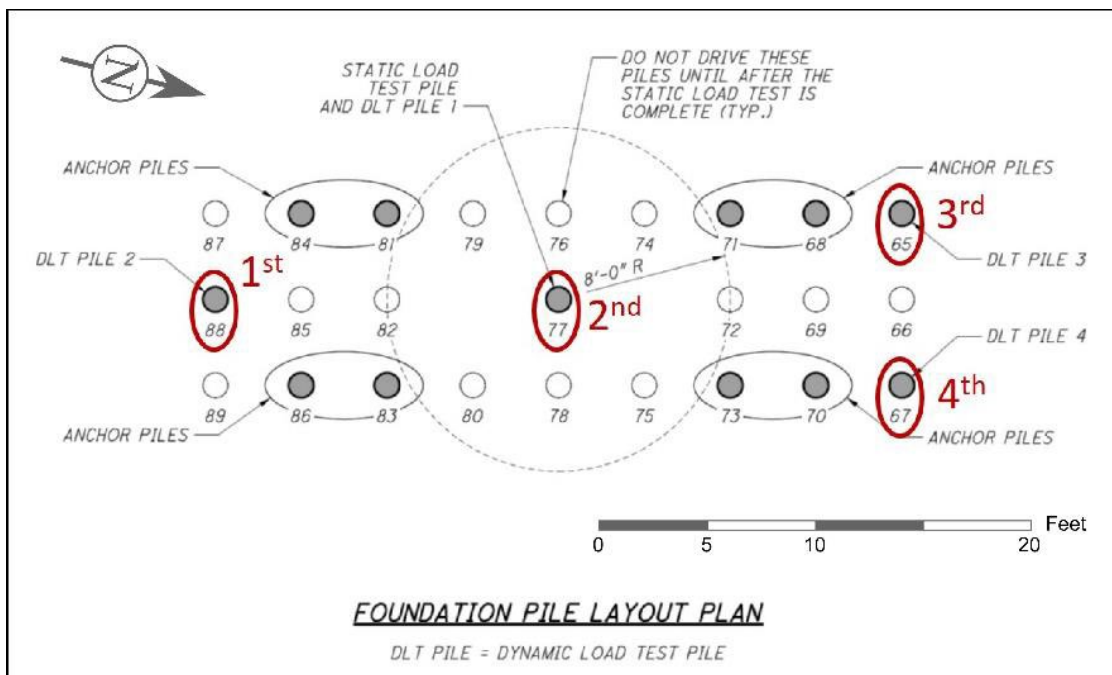 N
STATIC LOAD
TEST PILE
AND DLT PILE 1
DO NOT DRIVE THESE
PILES UNTIL AFTER THE
STATIC LOAD TEST IS
COMPLETE (TYP.)
ANCHOR PILES
ANCHOR PILES
3rd
87
84
81
79
76
74
71
68
65
DLT PILE 2
1st
8'-0" R
DLT PILE 3
88
85
82
77
2nd
72
69
66
DLT PILE 4
4th
89
86
83
80
78
75
73
70
67
ANCHOR PILES
ANCHOR PILES
Feet
0
5
10
20
FOUNDATION PILE LAYOUT PLAN
DLT PILE = DYNAMIC LOAD TEST PILE